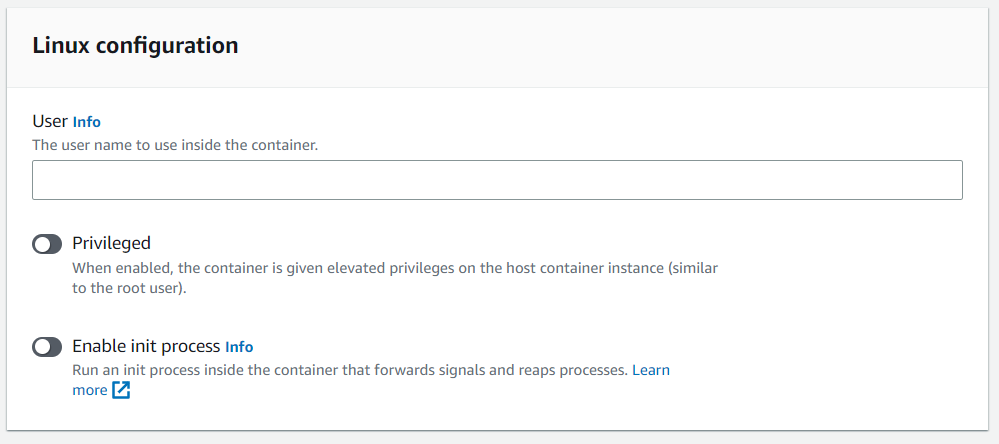 Linux configuration
User Info
The user name to use inside the container.
Privileged
When enabled, the container is given elevated privileges on the host container instance (similar
to the root user).
Enable init process Info
Run an init process inside the container that forwards signals and reaps processes. Learn
more